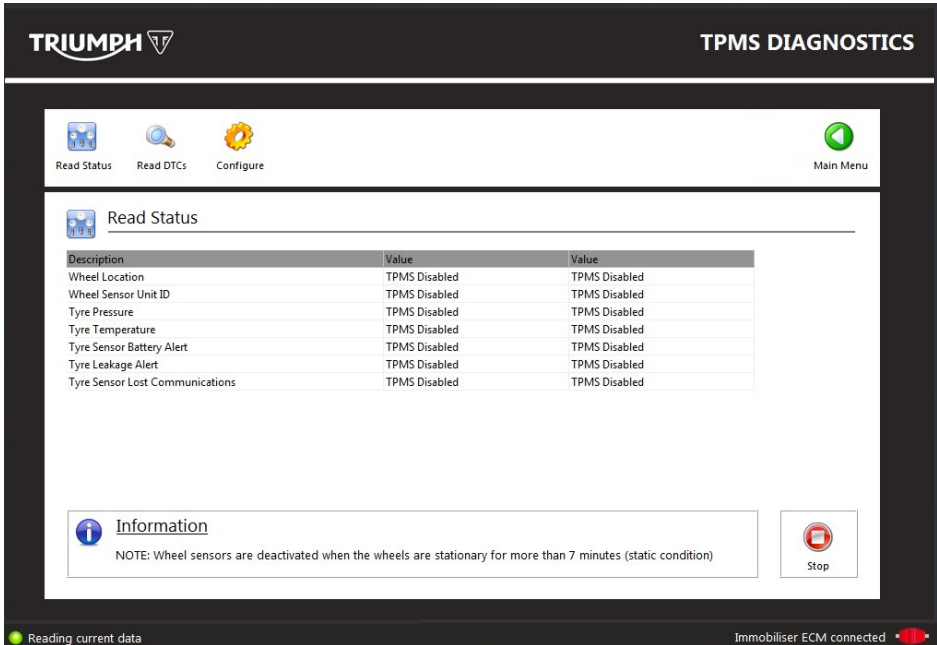 TRIUMPH
TPMS DIAGNOSTICS
Read Status Read DTCs Configure Main Menu
Read Status
Description Value Value
Wheel Location TPMS Disabled TPMS Disabled
Wheel Sensor Unit ID TPMS Disabled TPMS Disabled
Tyre Pressure TPMS Disabled TPMS Disabled
Tyre Temperature TPMS Disabled TPMS Disabled
Tyre Sensor Battery Alert TPMS Disabled TPMS Disabled
Tyre Leakage Alert TPMS Disabled TPMS Disabled
Tyre Sensor Lost Communications TPMS Disabled TPMS Disabled
Information
NOTE: Wheel sensors are deactivated when the wheels are stationary for more than 7 minutes (static condition)
Stop
Reading current data Immobiliser ECM connected